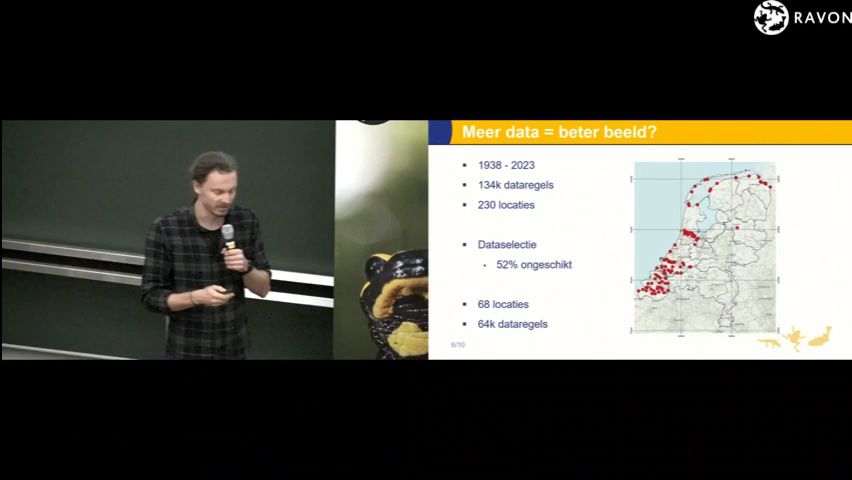 RAVON
Meer data = beter beeld?
1938 - 2023
134k dataregels
230 locaties
Dataselectie
52% ongeschikt
68 locaties
64k dataregels
6/10